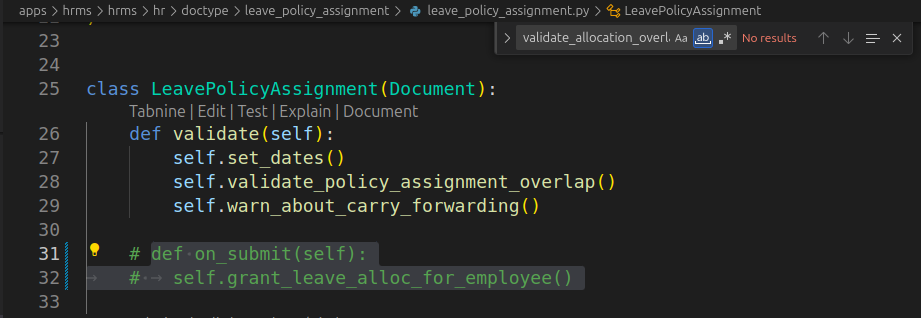 apps > hrms > hrms > hr > doctype > leave_policy_assignment > leave_policy_assignment.py > LeavePolicyAssignment
validate_allocation_overl Aa ab .* No results
23
24
25 class LeavePolicyAssignment(Document):
Tabnine | Edit | Test | Explain | Document
26 def validate(self):
27 self.set_dates()
28 self.validate_policy_assignment_overlap()
29 self.warn_about_carry_forwarding()
30
31 # def on_submit(self):
32 # self.grant_leave_alloc_for_employee()
33